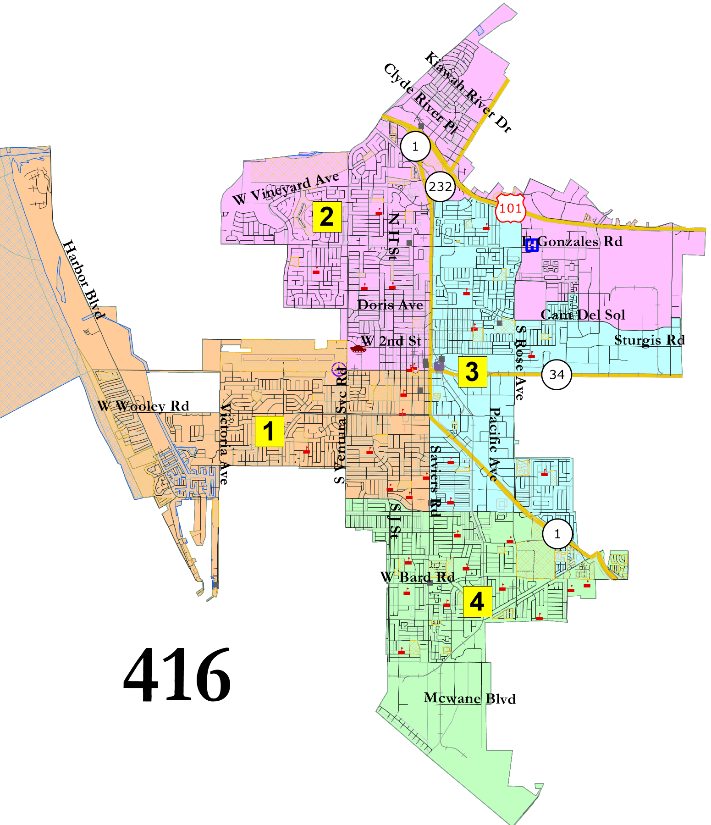 Kiawah River Dr
Clyde River Pl
1
232
W Vineyard Ave
101
2
N H St
E Gonzales Rd
H
Harbor Blvd
Doris Ave
Cam Del Sol
W 2nd St
S Rose Ave
Sturgis Rd
3
34
S Ventura Svc Rd
W Wooley Rd
Victoria Ave
1
Pacific Ave
Saviers Rd
S J St
1
W Bard Rd
4
416
Mcwane Blvd